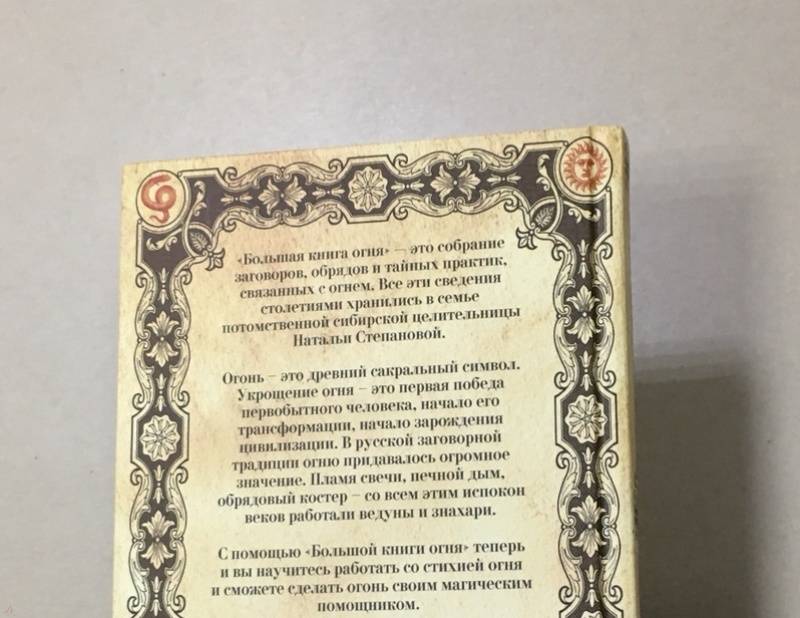 «Большая книга огня» — это собрание
заговоров, обрядов и тайных практик,
связанных с огнем. Все эти сведения
столетиями хранились в семье
потомственной сибирской целительницы
Натальи Степановой.
Огонь – это древний сакральный символ.
Укрощение огня – это первая победа
первобытного человека, начало его
трансформации, начало зарождения
цивилизации. В русской заговорной
традиции огню придавалось огромное
значение. Пламя свечи, печной дым,
обрядовый костер – со всем этим испокон
веков работали ведуны и знахари.
С помощью «Большой книги огня» теперь
и вы научитесь работать со стихией огня
и сможете сделать огонь своим магическим
помощником.